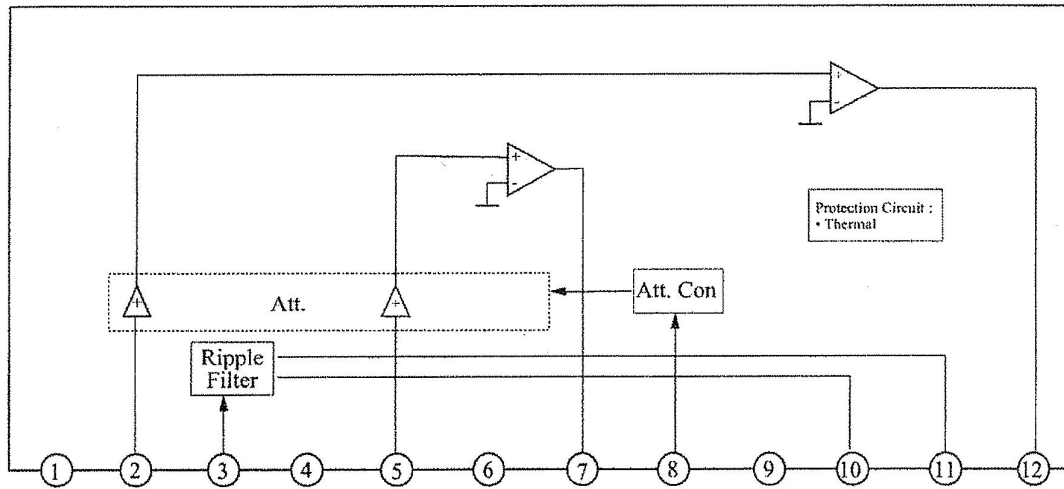 +
-
+
-
Protection Circuit :
• Thermal
+
Att.
+
Att. Con
Ripple
Filter
1 2 3 4 5 6 7 8 9 10 11 12